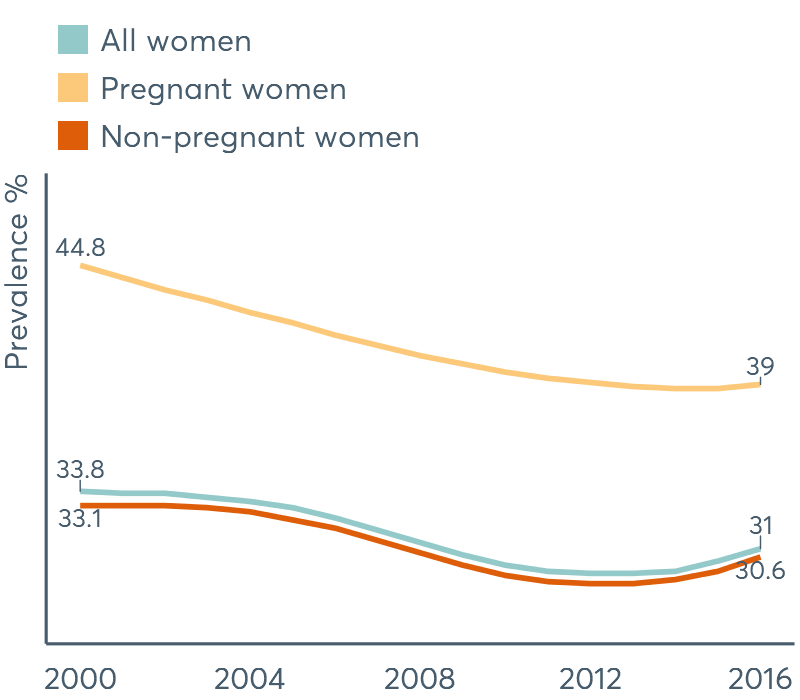 All women
Pregnant women
Non-pregnant women
Prevalence %
44.8
39
33.8
33.1
31
30.6
2000 2004 2008 2012 2016